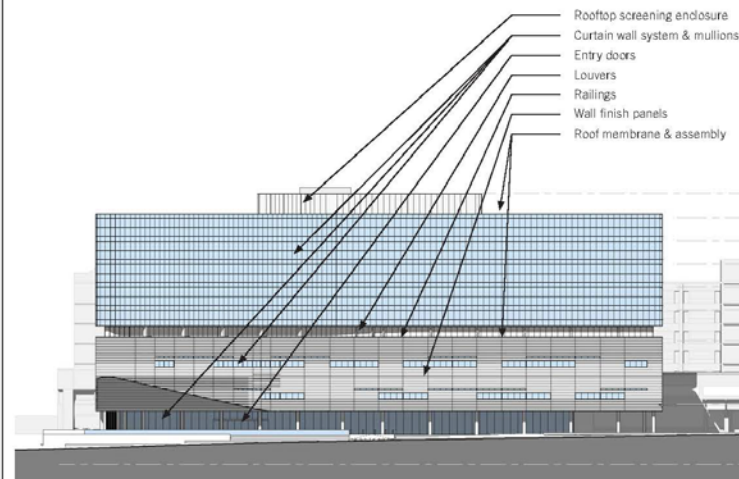 Rooftop screening enclosure
Curtain wall system & mullions
Entry doors
Louvers
Railings
Wall finish panels
Roof membrane & assembly